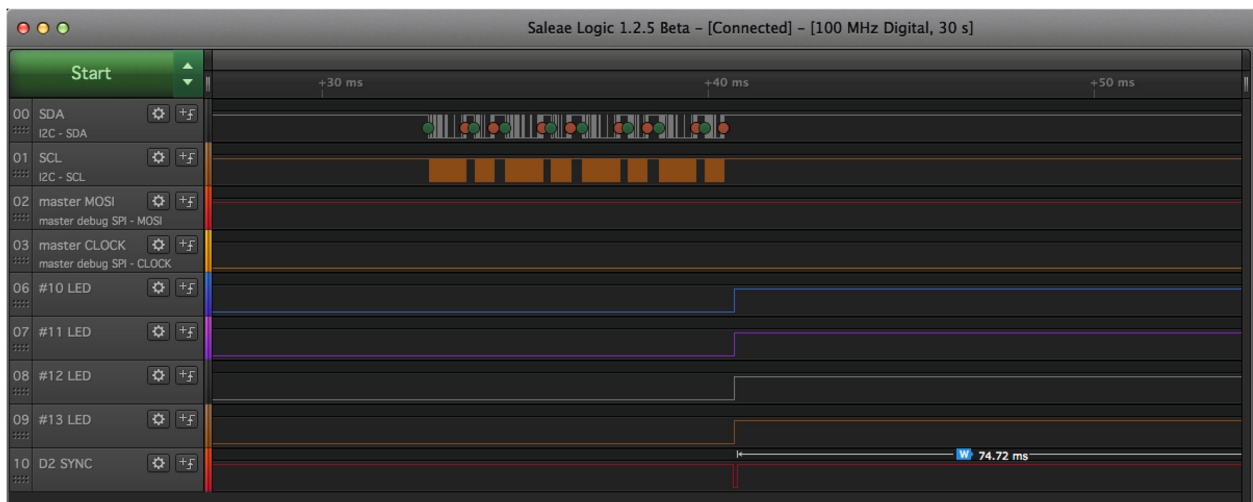 Saleae Logic 1.2.5 Beta – [Connected] – [100 MHz Digital, 30 s]
Start
+30 ms +40 ms +50 ms
00 SDA
I2C - SDA
01 SCL
I2C - SCL
02 master MOSI
master debug SPI - MOSI
03 master CLOCK
master debug SPI - CLOCK
06 #10 LED
07 #11 LED
08 #12 LED
09 #13 LED
10 D2 SYNC
W 74.72 ms